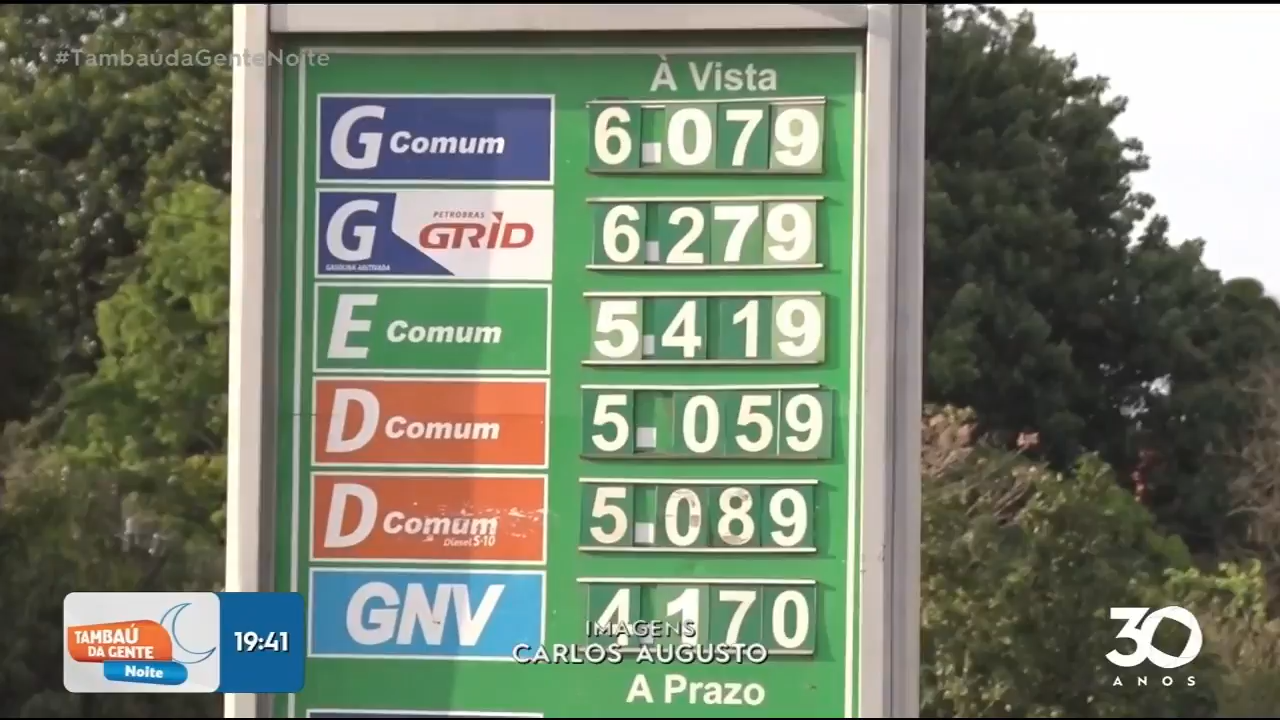 #TambaúdaGenteNoite
À Vista
G Comum 6.079
G GASOLINA ADITIVADA PETROBRAS GRID 6.279
E Comum 5.419
D Comum 5.059
D Comum Diesel S-10 5.089
GNV 4.170
IMAGENS
CARLOS AUGUSTO
A Prazo
TAMBAÚ
DA GENTE
Noite
19:41
30
ANOS